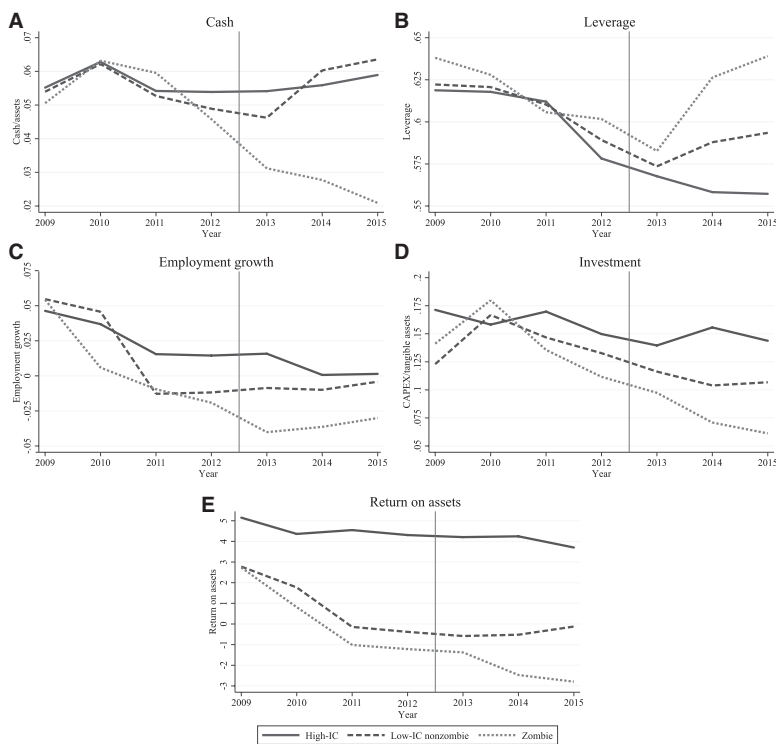 A
Cash
Cash/assets
.07
.06
.05
.04
.03
.02
2009 2010 2011 2012 2013 2014 2015
Year
B
Leverage
Leverage
.65
.625
.6
.575
.55
2009 2010 2011 2012 2013 2014 2015
Year
C
Employment growth
Employment growth
.075
.05
.025
0
-.025
-.05
2009 2010 2011 2012 2013 2014 2015
Year
D
Investment
CAPEX/tangible assets
.2
.175
.15
.125
.1
.075
.05
2009 2010 2011 2012 2013 2014 2015
Year
E
Return on assets
Return on assets
5
4
3
2
1
0
-1
-2
-3
2009 2010 2011 2012 2013 2014 2015
Year
High-IC Low-IC nonzombie Zombie